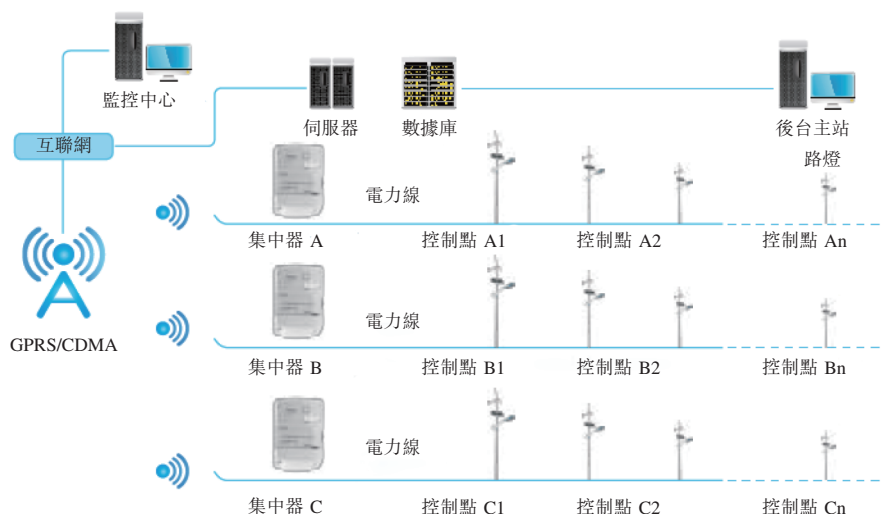 監控中心
伺服器
數據庫
後台主站
互聯網
路燈
電力線
集中器 A
控制點 A1
控制點 A2
控制點 An
GPRS/CDMA
電力線
集中器 B
控制點 B1
控制點 B2
控制點 Bn
電力線
集中器 C
控制點 C1
控制點 C2
控制點 Cn